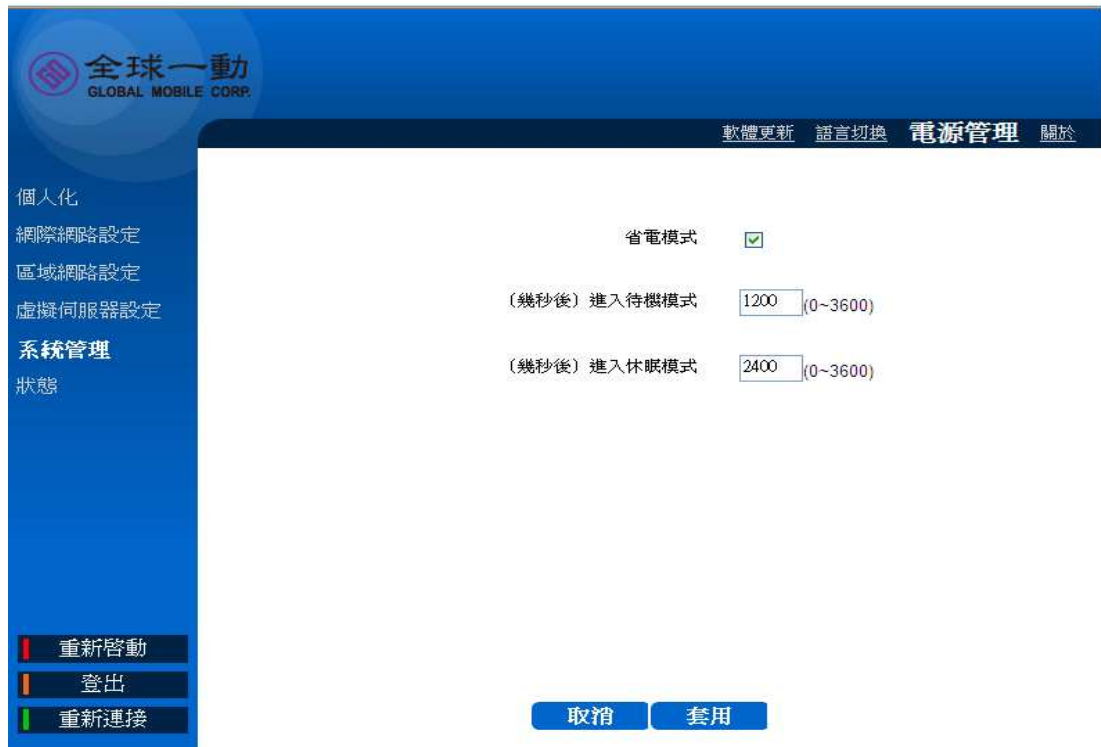 全球一動
GLOBAL MOBILE CORP.
軟體更新 語言切換 電源管理 關於
個人化
網際網路設定
區域網路設定
虛擬伺服器設定
系統管理
狀態
省電模式
(幾秒後) 進入待機模式 1200 (0~3600)
(幾秒後) 進入休眠模式 2400 (0~3600)
重新啓動
登出
重新連接
取消 套用